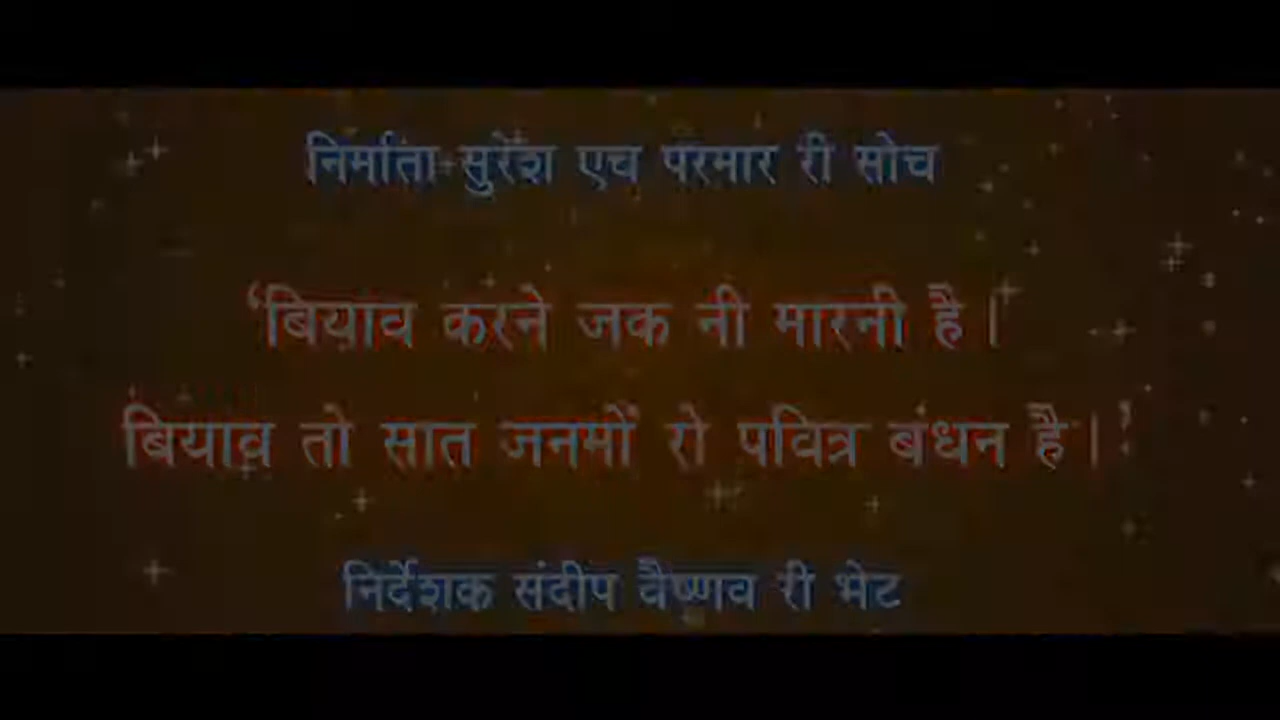 निर्माता-सुरेश एच परमार री सोच
‘बियाव करने जक नी मारनी है।
बियाव तो सात जनमों रो पवित्र बंधन है।’
निर्देशक संदीप वैष्णव री भेट